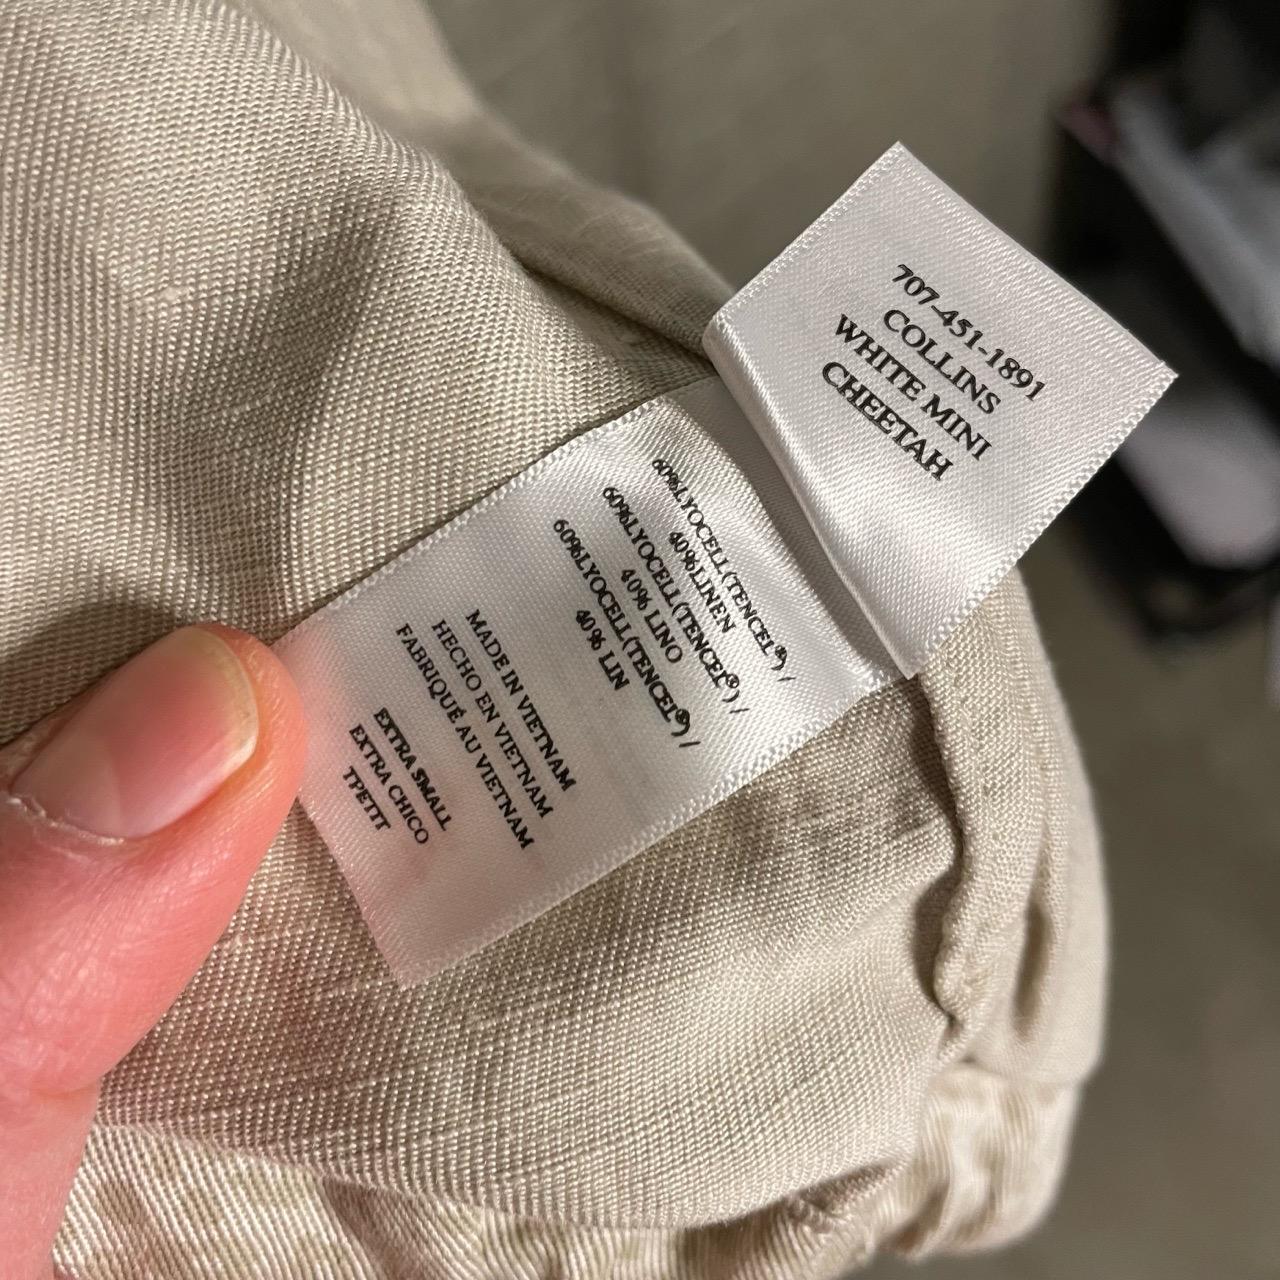 707-451-1891
COLLINS
WHITE MINI
CHEETAH
60%LYOCELL(TENCEL®) /
40%LINEN
60%LYOCELL(TENCEL®) /
40% LINO
60%LYOCELL(TENCEL®) /
40% LIN
MADE IN VIETNAM
HECHO EN VIETNAM
FABRIQUÉ AU VIETNAM
EXTRA SMALL
EXTRA CHICO
TPETIT